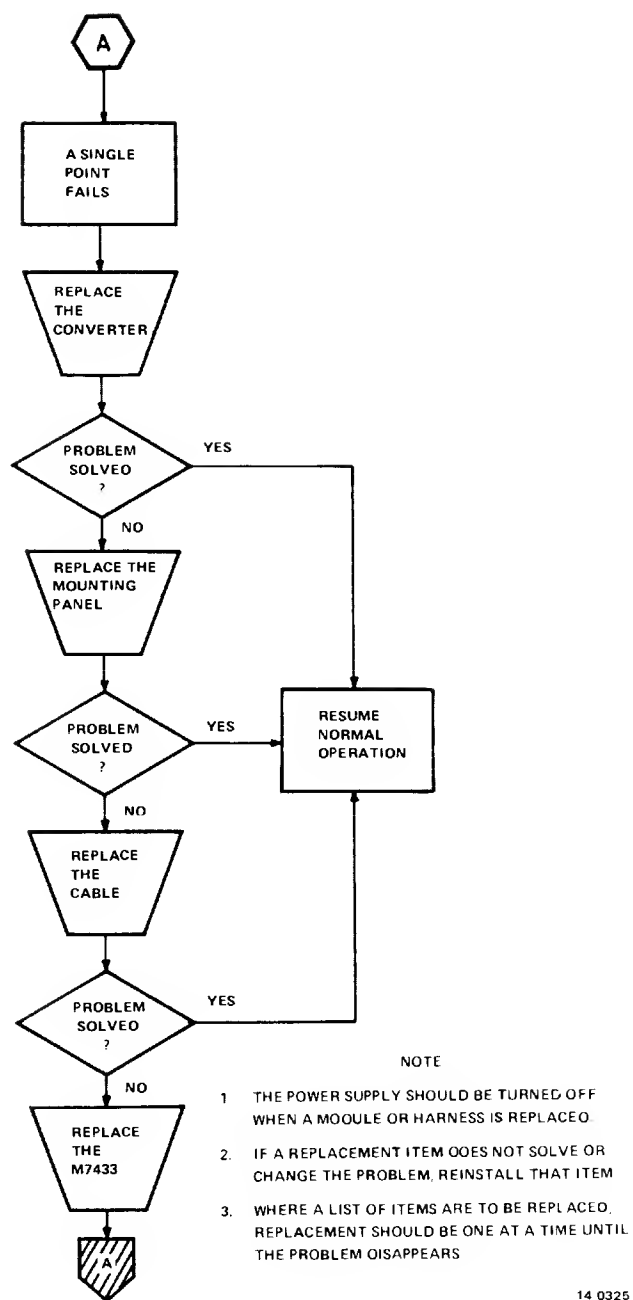 A
A SINGLE
POINT
FAILS
REPLACE
THE
CONVERTER
PROBLEM
SOLVEO
?
YES
NO
REPLACE THE
MOUNTING
PANEL
PROBLEM
SOLVED
?
YES
RESUME
NORMAL
OPERATION
NO
REPLACE
THE
CABLE
PROBLEM
SOLVEO
?
YES
NO
REPLACE
THE
M7433
A
NOTE
1 THE POWER SUPPLY SHOULD BE TURNED OFF
WHEN A MOOULE OR HARNESS IS REPLACEO.
2. IF A REPLACEMENT ITEM OOES NOT SOLVE OR
CHANGE THE PROBLEM, REINSTALL THAT ITEM
3. WHERE A LIST OF ITEMS ARE TO BE REPLACEO,
REPLACEMENT SHOULD BE ONE AT A TIME UNTIL
THE PROBLEM OISAPPEARS
14 0325